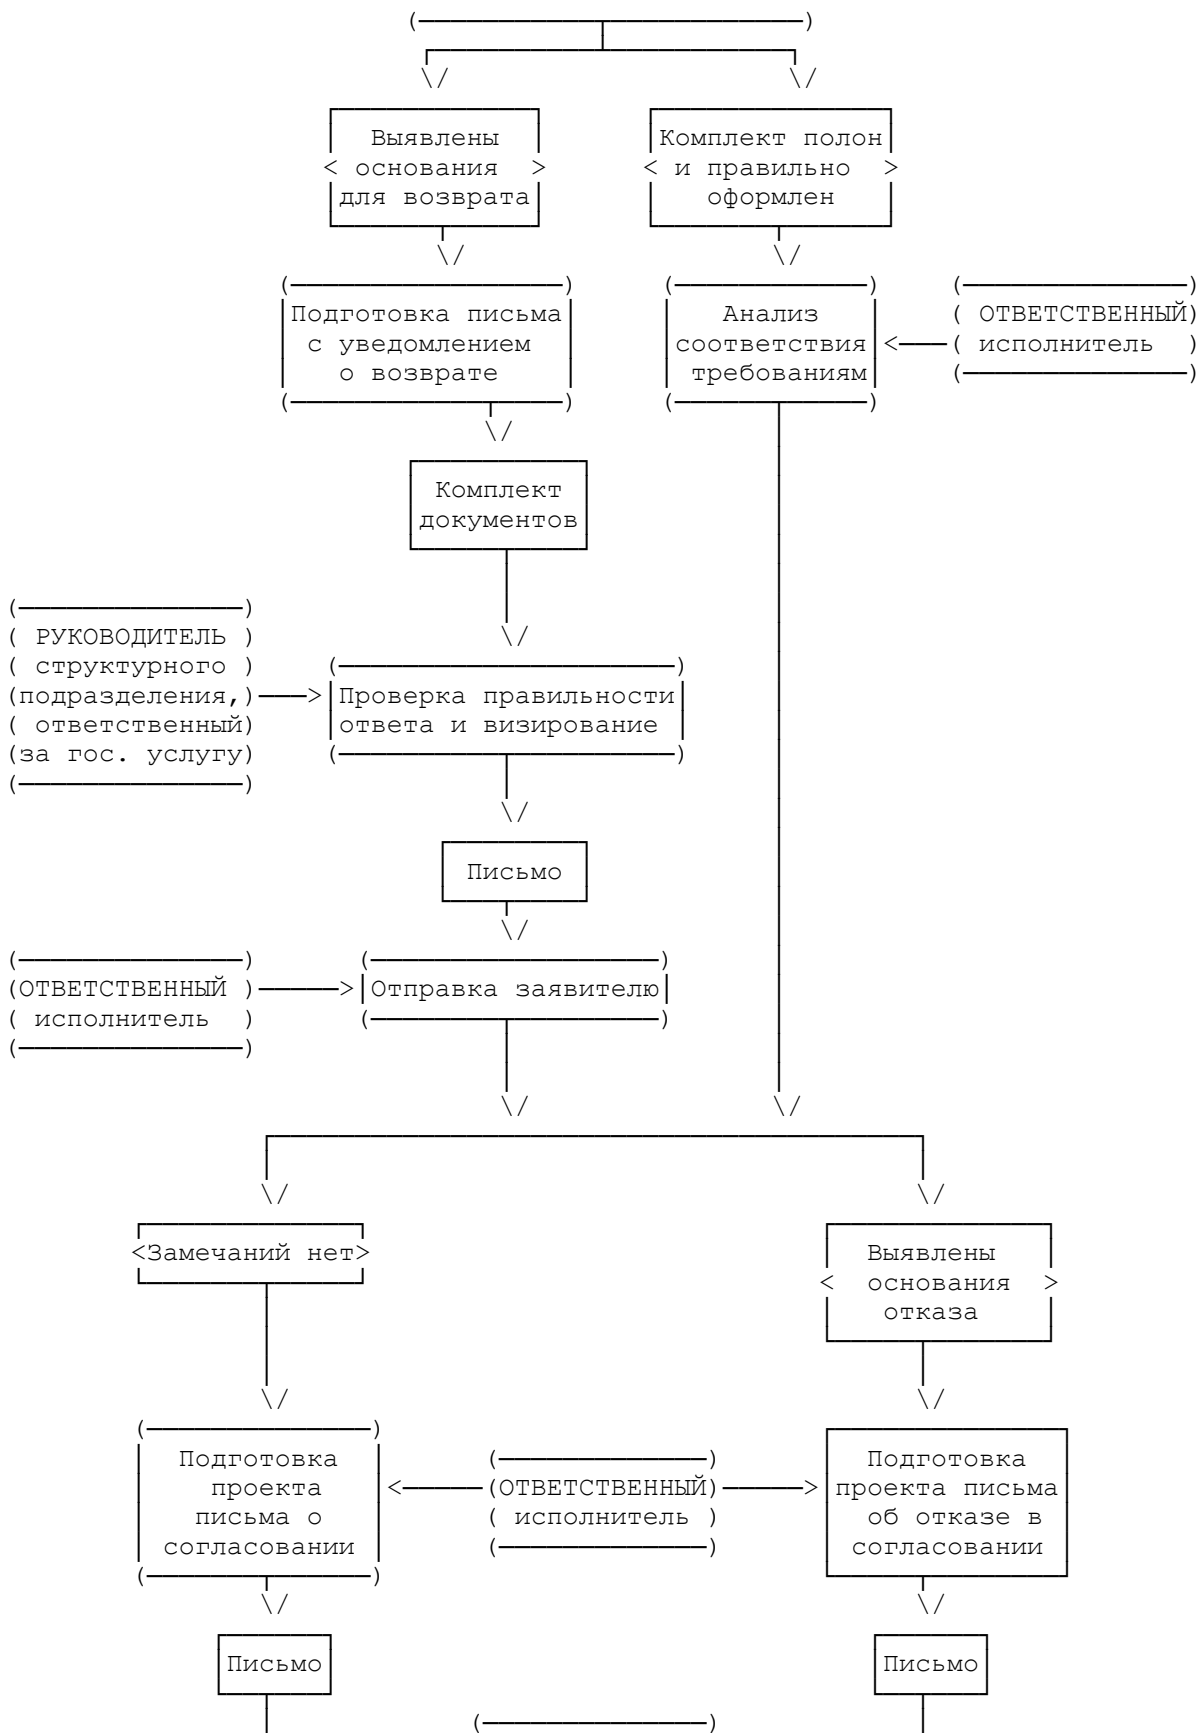 Выявлены
основания
для возврата
Комплект полон
и правильно
оформлен
Подготовка письма
с уведомлением
о возврате
Анализ
соответствия
требованиям
ОТВЕТСТВЕННЫЙ
исполнитель
Комплект
документов
РУКОВОДИТЕЛЬ
структурного
подразделения,
ответственный
за гос. услугу
Проверка правильности
ответа и визирование
Письмо
ОТВЕТСТВЕННЫЙ
исполнитель
Отправка заявителю
Замечаний нет
Выявлены
основания
отказа
Подготовка
проекта
письма о
согласовании
ОТВЕТСТВЕННЫЙ
исполнитель
Подготовка
проекта письма
об отказе в
согласовании
Письмо
Письмо